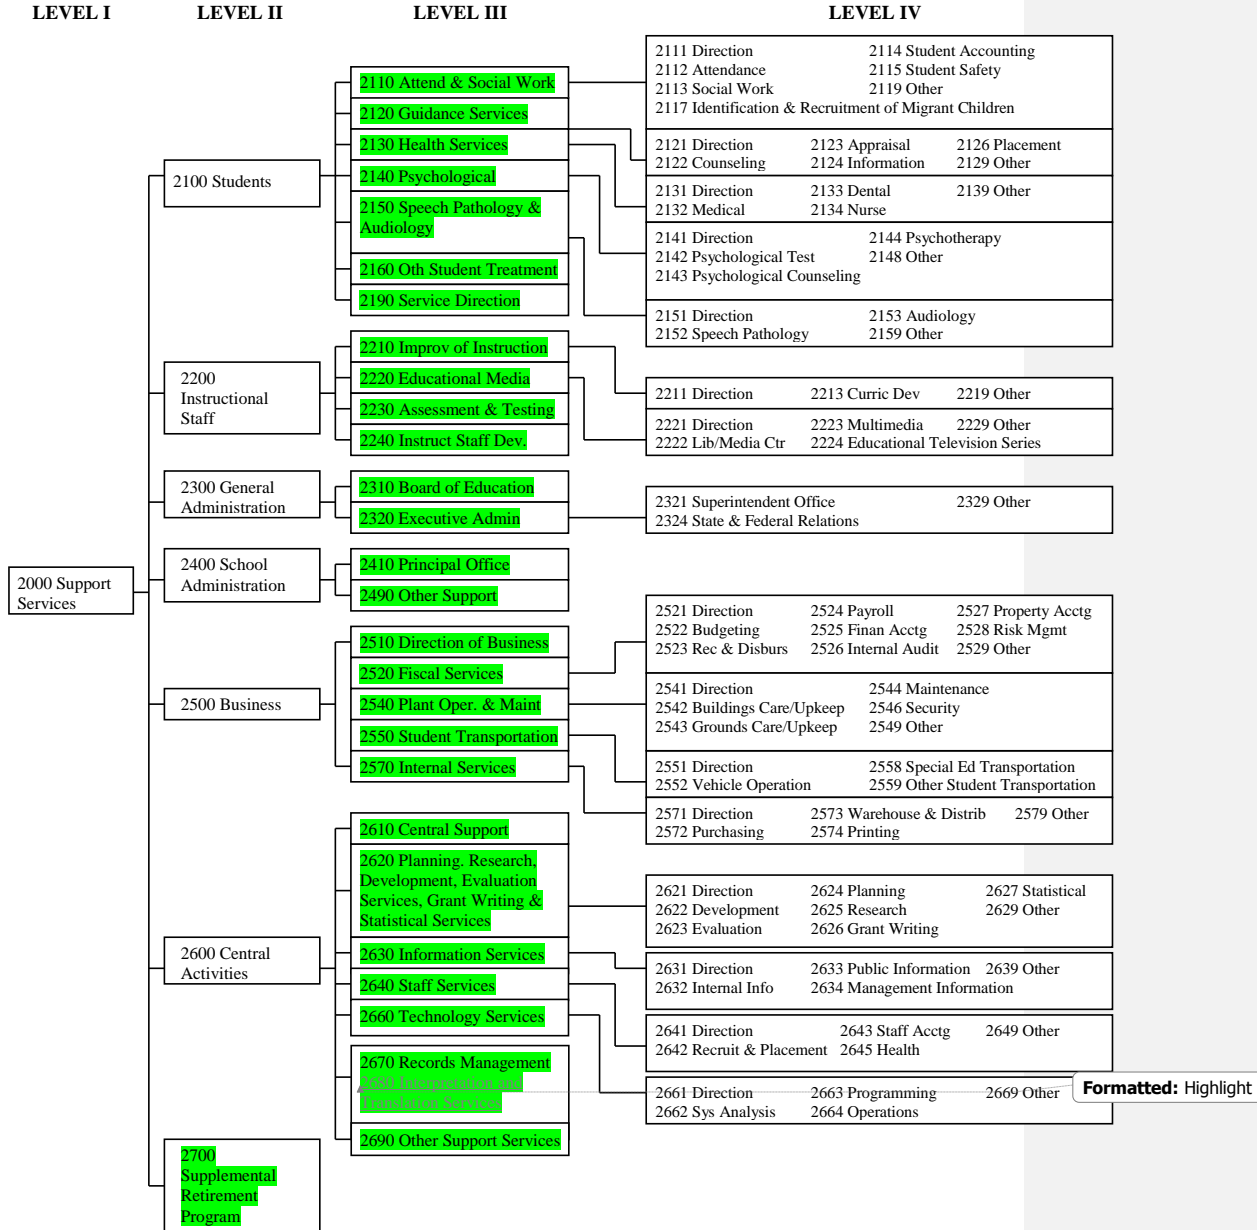 LEVEL I
LEVEL II
LEVEL III
LEVEL IV
2000 Support
Services
2100 Students
2110 Attend & Social Work
2120 Guidance Services
2130 Health Services
2140 Psychological
2150 Speech Pathology &
Audiology
2160 Oth Student Treatment
2190 Service Direction
2111 Direction 2114 Student Accounting
2112 Attendance 2115 Student Safety
2113 Social Work 2119 Other
2117 Identification & Recruitment of Migrant Children
2121 Direction 2123 Appraisal 2126 Placement
2122 Counseling 2124 Information 2129 Other
2131 Direction 2133 Dental 2139 Other
2132 Medical 2134 Nurse
2141 Direction 2144 Psychotherapy
2142 Psychological Test 2148 Other
2143 Psychological Counseling
2151 Direction 2153 Audiology
2152 Speech Pathology 2159 Other
2200
Instructional
Staff
2210 Improv of Instruction
2220 Educational Media
2230 Assessment & Testing
2240 Instruct Staff Dev.
2211 Direction 2213 Curric Dev 2219 Other
2221 Direction 2223 Multimedia 2229 Other
2222 Lib/Media Ctr 2224 Educational Television Series
2300 General
Administration
2310 Board of Education
2320 Executive Admin
2321 Superintendent Office 2329 Other
2324 State & Federal Relations
2400 School
Administration
2410 Principal Office
2490 Other Support
2500 Business
2510 Direction of Business
2520 Fiscal Services
2540 Plant Oper. & Maint
2550 Student Transportation
2570 Internal Services
2521 Direction 2524 Payroll 2527 Property Acctg
2522 Budgeting 2525 Finan Acctg 2528 Risk Mgmt
2523 Rec & Disburs 2526 Internal Audit 2529 Other
2541 Direction 2544 Maintenance
2542 Buildings Care/Upkeep 2546 Security
2543 Grounds Care/Upkeep 2549 Other
2551 Direction 2558 Special Ed Transportation
2552 Vehicle Operation 2559 Other Student Transportation
2571 Direction 2573 Warehouse & Distrib 2579 Other
2572 Purchasing 2574 Printing
2600 Central
Activities
2610 Central Support
2620 Planning. Research,
Development, Evaluation
Services, Grant Writing &
Statistical Services
2630 Information Services
2640 Staff Services
2660 Technology Services
2670 Records Management
2680 Interpretation and
Translation Services
2690 Other Support Services
2621 Direction 2624 Planning 2627 Statistical
2622 Development 2625 Research 2629 Other
2623 Evaluation 2626 Grant Writing
2631 Direction 2633 Public Information 2639 Other
2632 Internal Info 2634 Management Information
2641 Direction 2643 Staff Acctg 2649 Other
2642 Recruit & Placement 2645 Health
2661 Direction 2663 Programming 2669 Other
2662 Sys Analysis 2664 Operations
Formatted: Highlight
2700
Supplemental
Retirement
Program